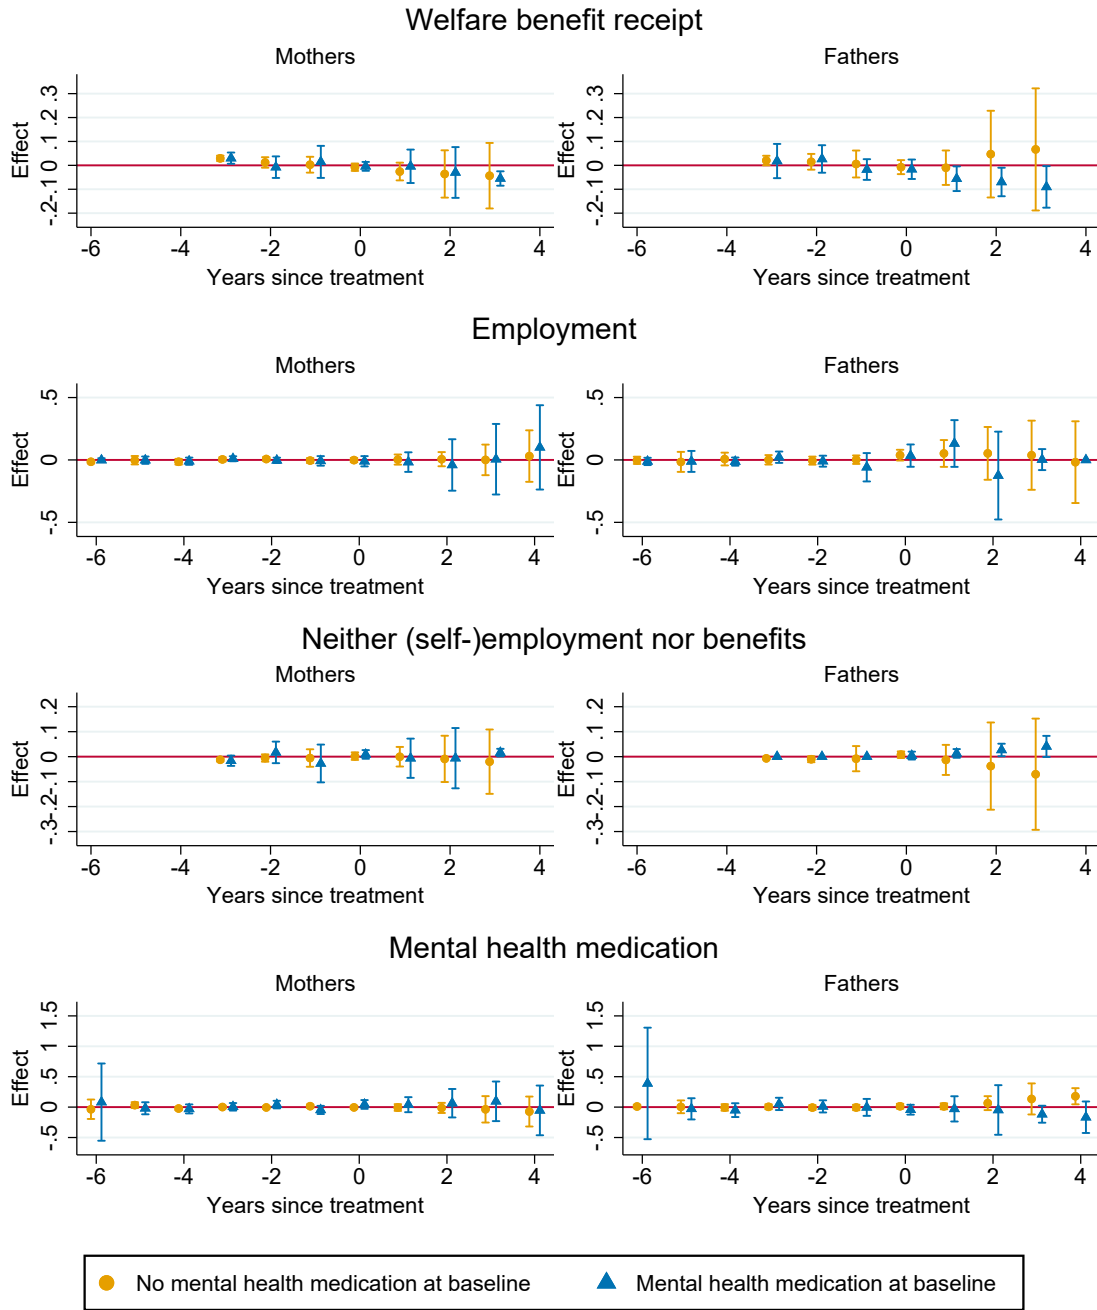 Welfare benefit receipt
Mothers
Fathers
Effect
-.2 -.1 0 .1 .2 .3
-6 -4 -2 0 2 4
Years since treatment
Effect
-.2 -.1 0 .1 .2 .3
-6 -4 -2 0 2 4
Years since treatment
Employment
Mothers
Fathers
Effect
-.5 0 .5
-6 -4 -2 0 2 4
Years since treatment
Effect
-.5 0 .5
-6 -4 -2 0 2 4
Years since treatment
Neither (self-)employment nor benefits
Mothers
Fathers
Effect
-.3 -.2 -.1 0 .1 .2
-6 -4 -2 0 2 4
Years since treatment
Effect
-.3 -.2 -.1 0 .1 .2
-6 -4 -2 0 2 4
Years since treatment
Mental health medication
Mothers
Fathers
Effect
-.5 0 .5 1 1.5
-6 -4 -2 0 2 4
Years since treatment
Effect
-.5 0 .5 1 1.5
-6 -4 -2 0 2 4
Years since treatment
No mental health medication at baseline
Mental health medication at baseline